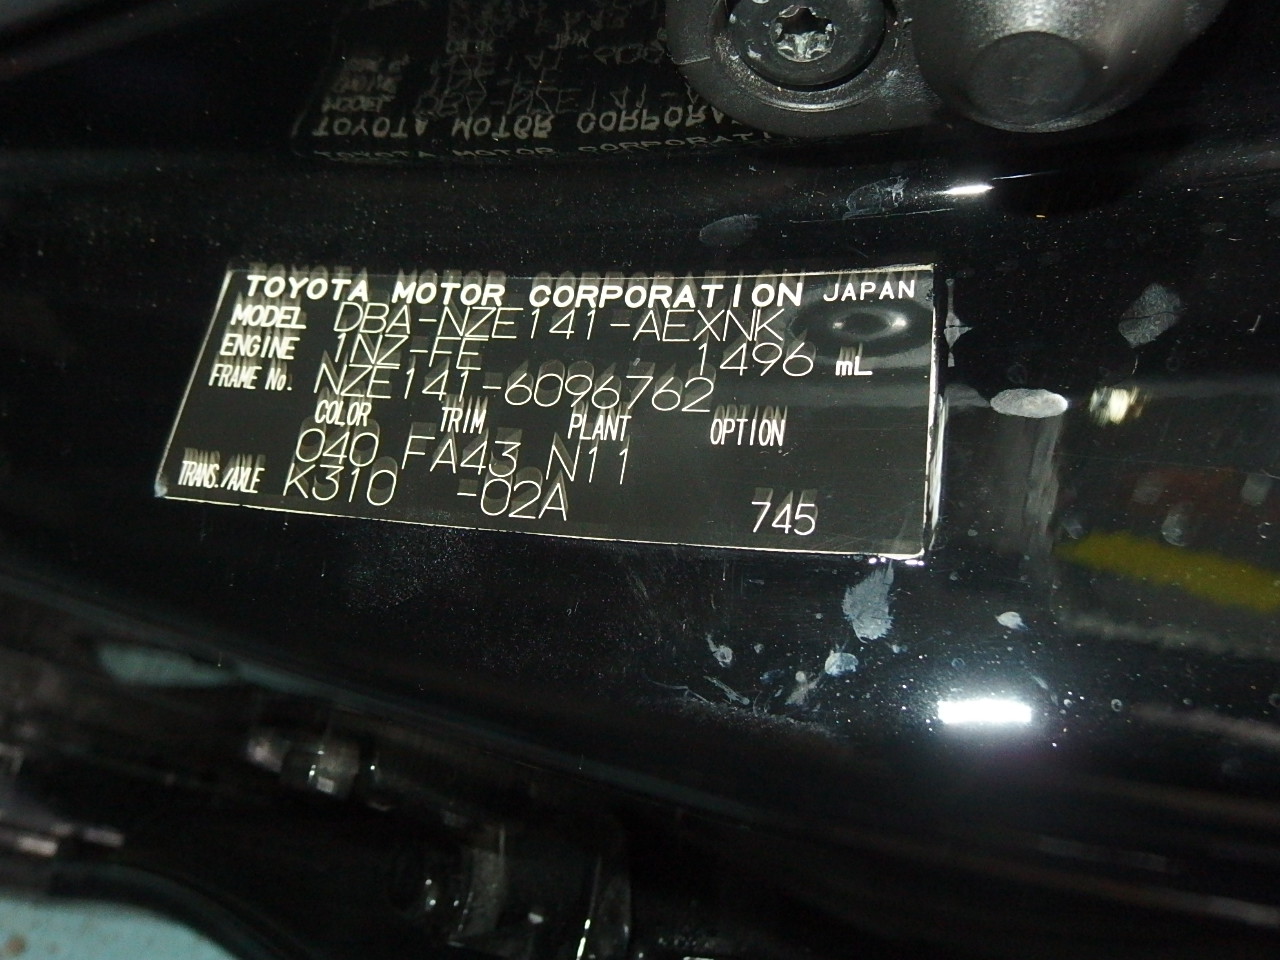 TOYOTA MOTOR CORPORATION JAPAN
MODEL DBA-NZE141-AEXNK
ENGINE 1NZ-FE 1496 mL
FRAME No. NZE141-6096762
COLOR TRIM PLANT OPTION
040 FA43 N11
TRANS./AXLE K310 -02A 745